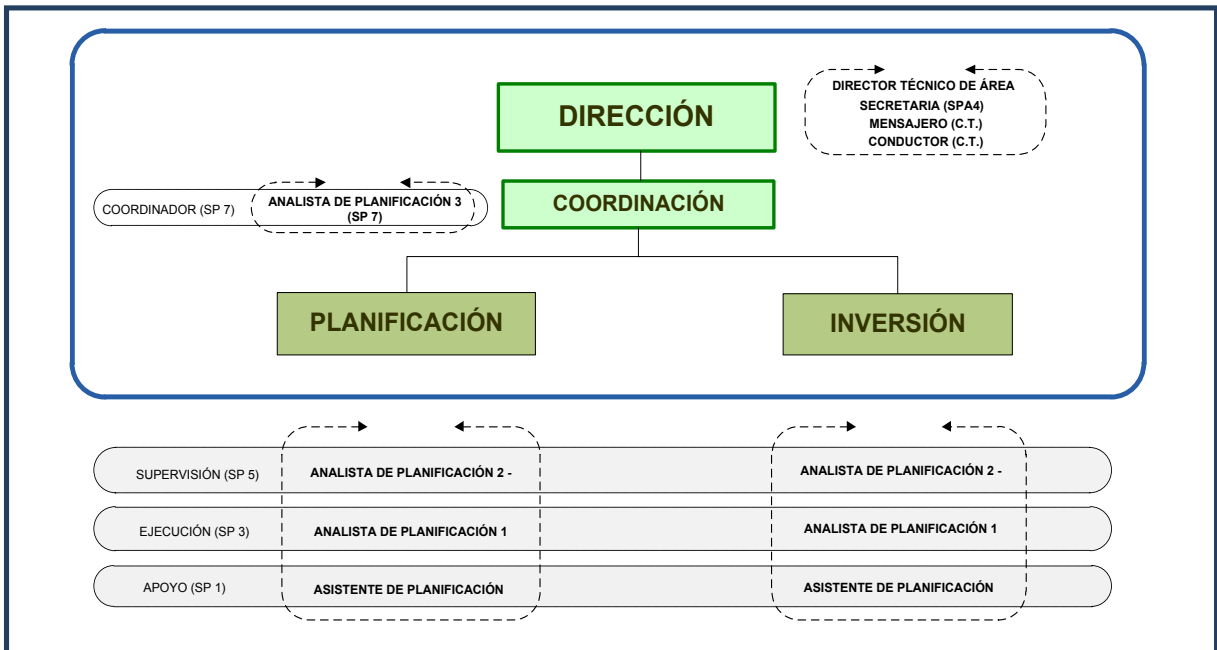 DIRECCIÓN
DIRECTOR TÉCNICO DE ÁREA
SECRETARIA (SPA4)
MENSAJERO (C.T.)
CONDUCTOR (C.T.)
COORDINADOR (SP 7)
ANALISTA DE PLANIFICACIÓN 3
(SP 7)
COORDINACIÓN
PLANIFICACIÓN
INVERSIÓN
SUPERVISIÓN (SP 5)
ANALISTA DE PLANIFICACIÓN 2 -
ANALISTA DE PLANIFICACIÓN 2 -
EJECUCIÓN (SP 3)
ANALISTA DE PLANIFICACIÓN 1
ANALISTA DE PLANIFICACIÓN 1
APOYO (SP 1)
ASISTENTE DE PLANIFICACIÓN
ASISTENTE DE PLANIFICACIÓN